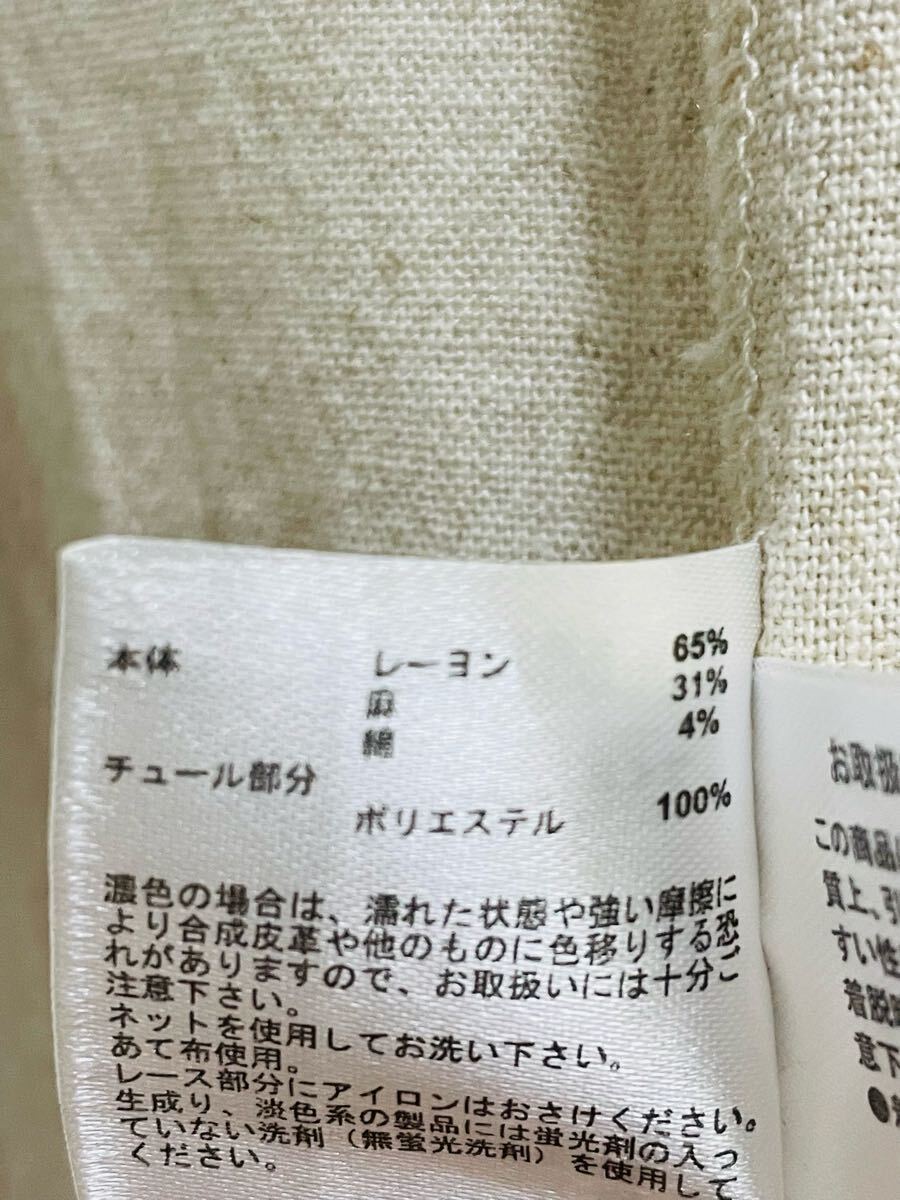 本体 レーヨン 65%
麻 31%
綿 4%
チュール部分
ポリエステル 100%
濃色の場合は、濡れた状態や強い摩擦に
より合成皮革や他のものに色移りする恐
れがありますので、お取扱いには十分ご
注意下さい。
ネットを使用してお洗い下さい。
あて布使用。
レース部分にアイロンはおさけください。
生成り、淡色系の製品には蛍光剤の入っ
ていない洗剤（無蛍光洗剤）を使用して
ください。
お取扱
この商品
質上、引
すい性
着脱時
意下